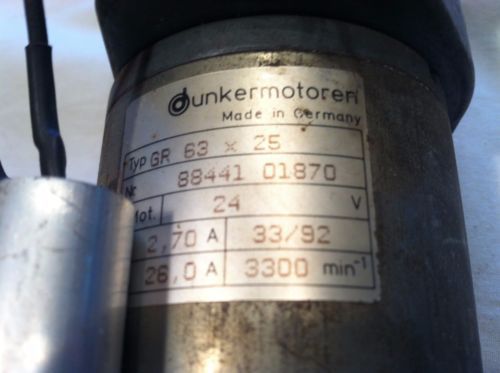 dunkermotoren
Made in Germany
Typ GR 63 x 25
Nr. 88441 01870
Mot. 24 V
2,70 A 33/92
26,0 A 3300 min⁻¹